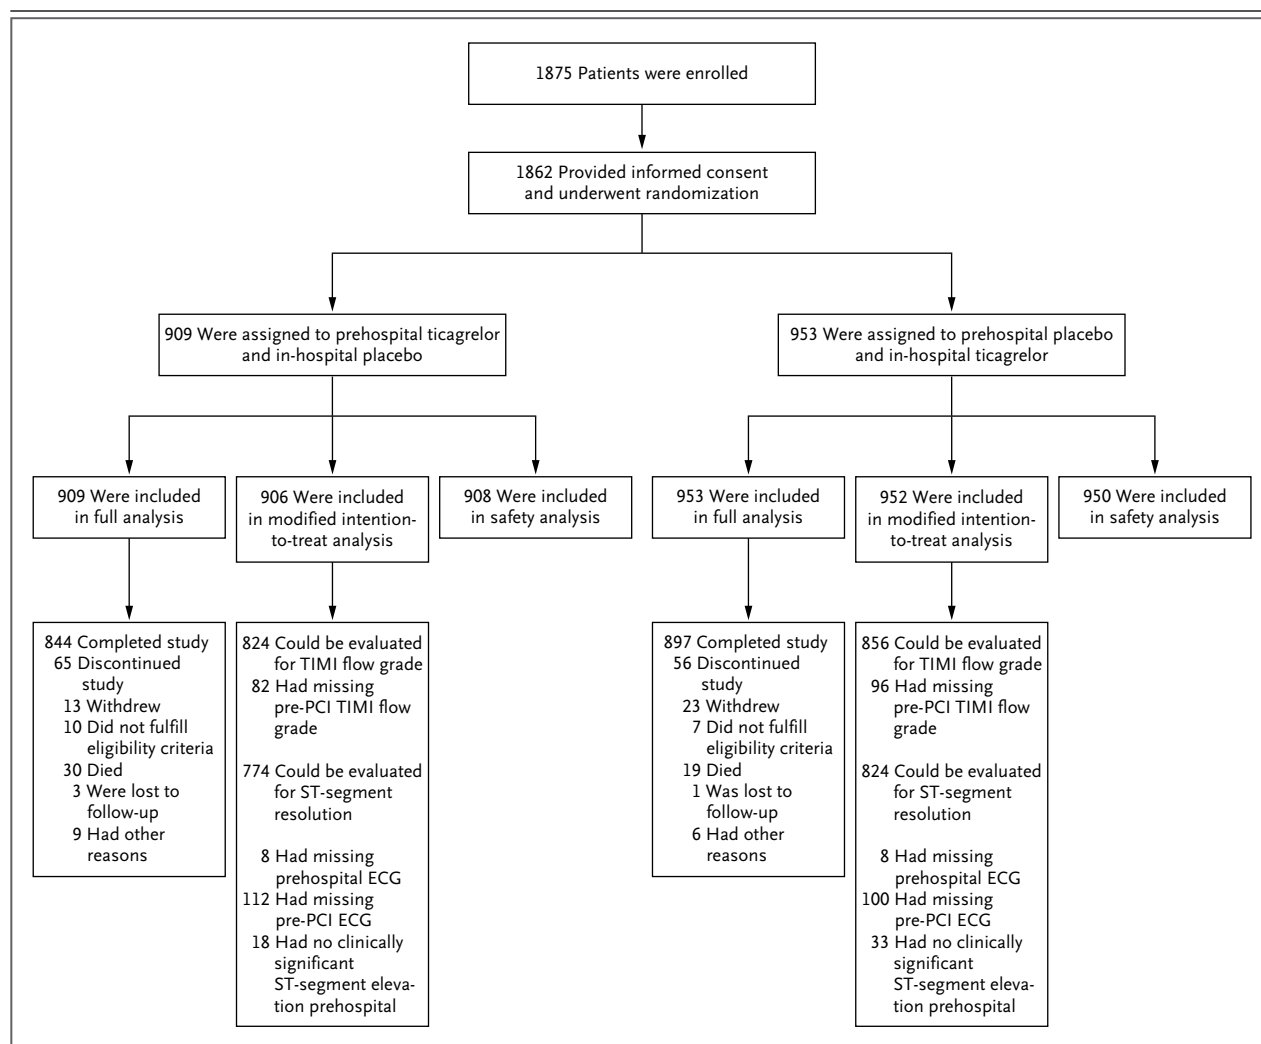 1875 Patients were enrolled
1862 Provided informed consent
and underwent randomization
909 Were assigned to prehospital ticagrelor
and in-hospital placebo
953 Were assigned to prehospital placebo
and in-hospital ticagrelor
909 Were included
in full analysis
906 Were included
in modified intention-
to-treat analysis
908 Were included
in safety analysis
953 Were included
in full analysis
952 Were included
in modified intention-
to-treat analysis
950 Were included
in safety analysis
844 Completed study
65 Discontinued
study
13 Withdrew
10 Did not fulfill
eligibility criteria
30 Died
3 Were lost to
follow-up
9 Had other
reasons
824 Could be evaluated
for TIMI flow grade
82 Had missing
pre-PCI TIMI flow
grade
774 Could be evaluated
for ST-segment
resolution
8 Had missing
prehospital ECG
112 Had missing
pre-PCI ECG
18 Had no clinically
significant
ST-segment eleva-
tion prehospital
897 Completed study
56 Discontinued
study
23 Withdrew
7 Did not fulfill
eligibility criteria
19 Died
1 Was lost to
follow-up
6 Had other
reasons
856 Could be evaluated
for TIMI flow grade
96 Had missing
pre-PCI TIMI flow
grade
824 Could be evaluated
for ST-segment
resolution
8 Had missing
prehospital ECG
100 Had missing
pre-PCI ECG
33 Had no clinically
significant
ST-segment eleva-
tion prehospital